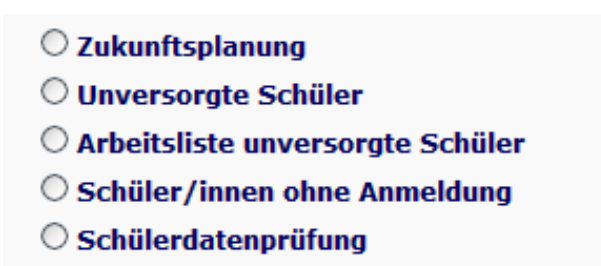 Zukunftsplanung
Unversorgte Schüler
Arbeitsliste unversorgte Schüler
Schüler/innen ohne Anmeldung
Schülerdatenprüfung